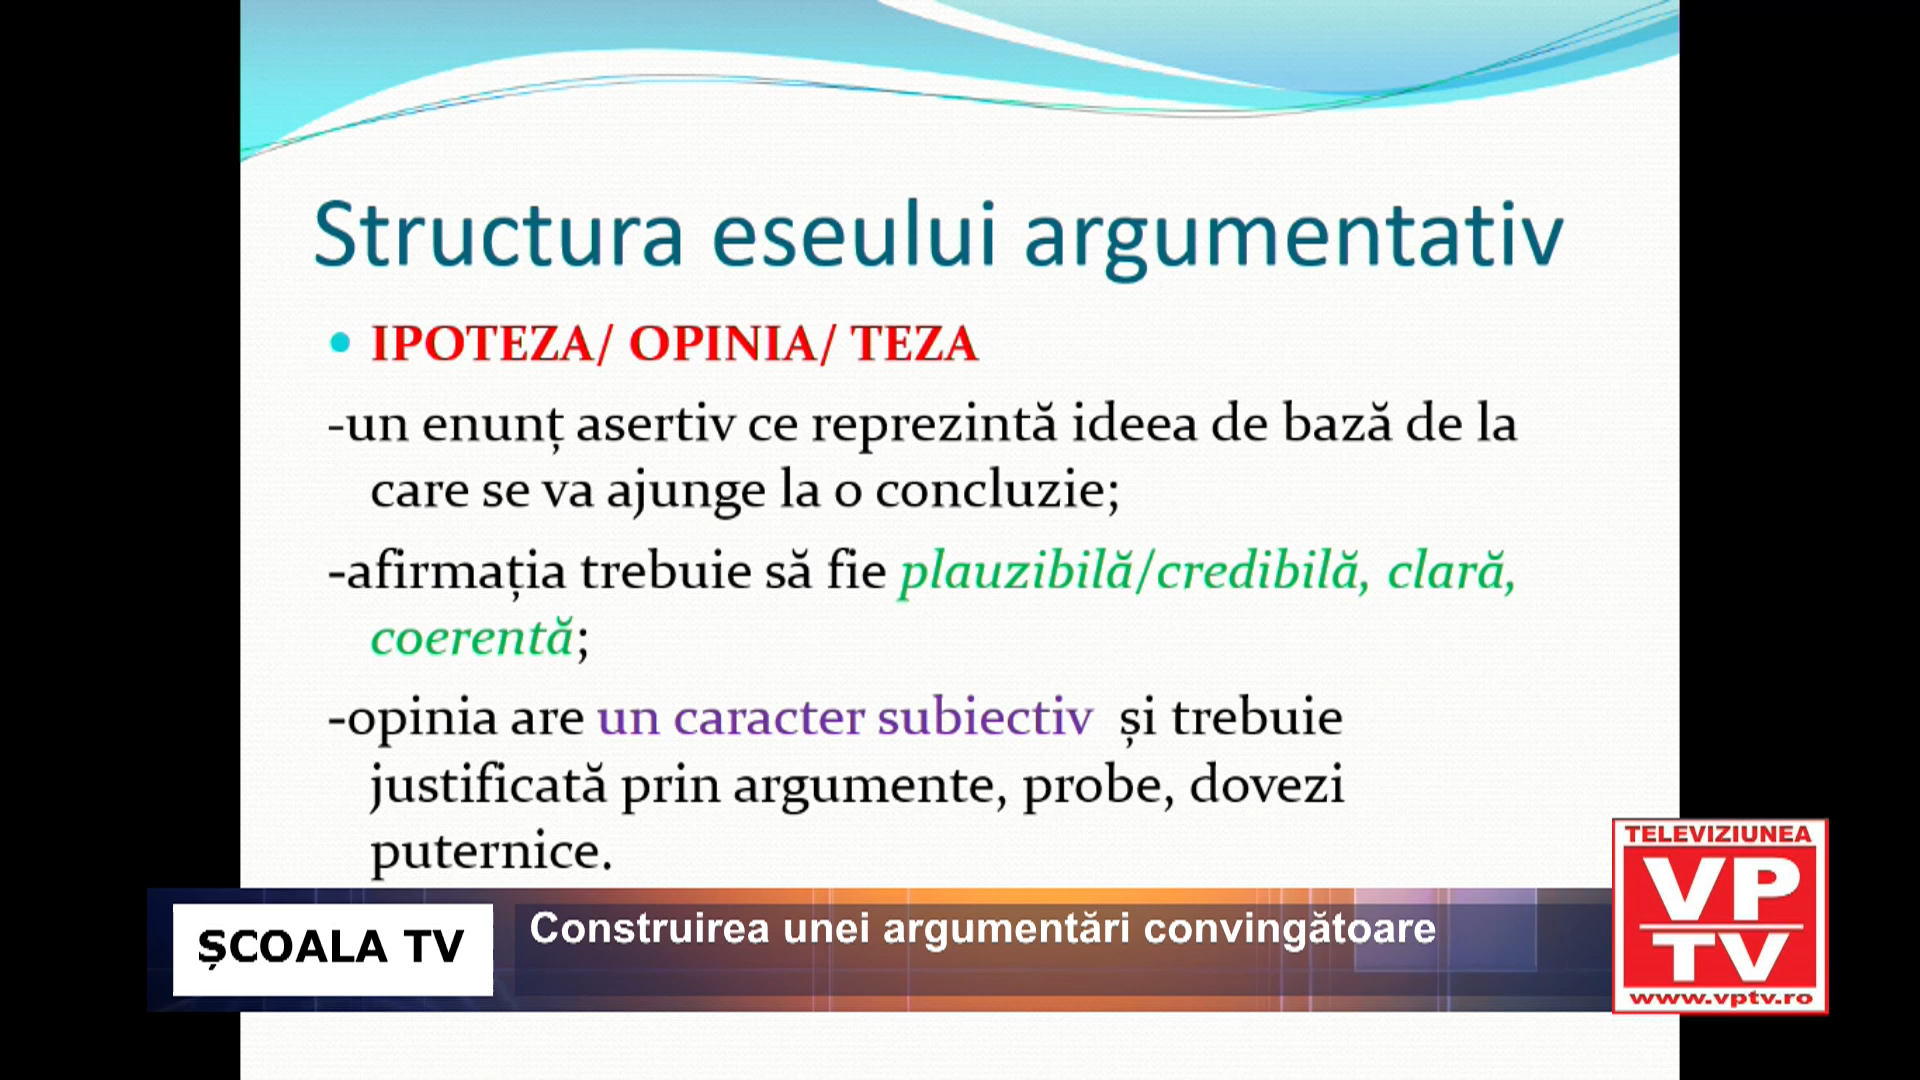 Structura eseului argumentativ
• IPOTEZA/ OPINIA/ TEZA
-un enunț asertiv ce reprezintă ideea de bază de la
care se va ajunge la o concluzie;
-afirmația trebuie să fie plauzibilă/credibilă, clară,
coerentă;
-opinia are un caracter subiectiv și trebuie
justificată prin argumente, probe, dovezi
puternice.
ȘCOALA TV
Construirea unei argumentări convingătoare
TELEVIZIUNEA
VP
TV
www.vptv.ro